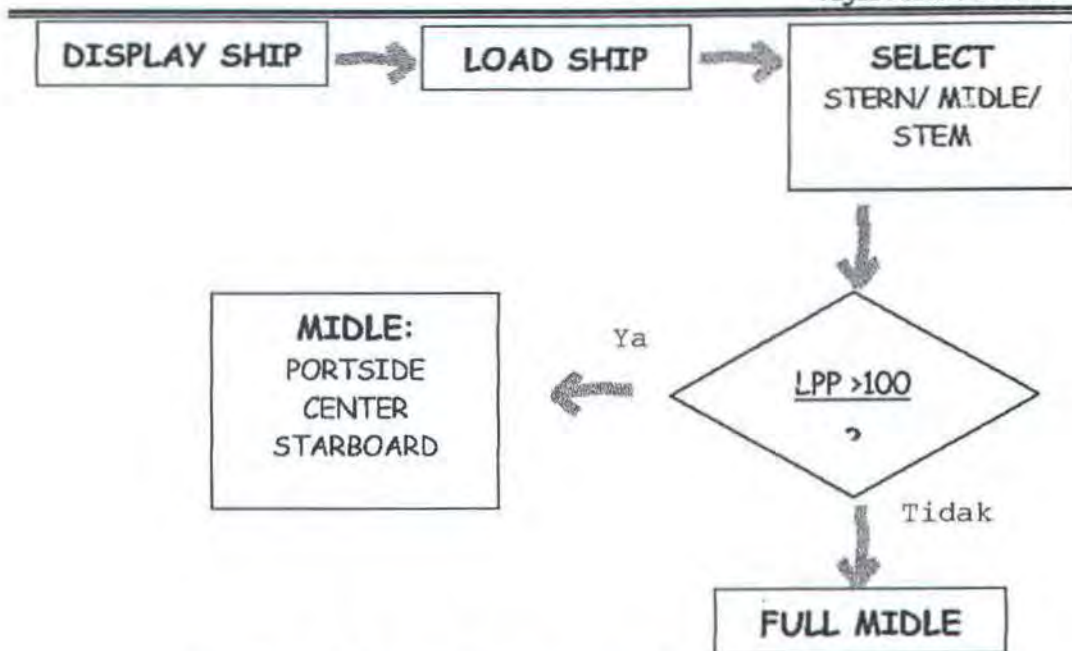 DISPLAY SHIP
LOAD SHIP
SELECT
STERN/ MIDLE/
STEM
LPP >100
?
Ya
MIDLE:
PORTSIDE
CENTER
STARBOARD
Tidak
FULL MIDLE